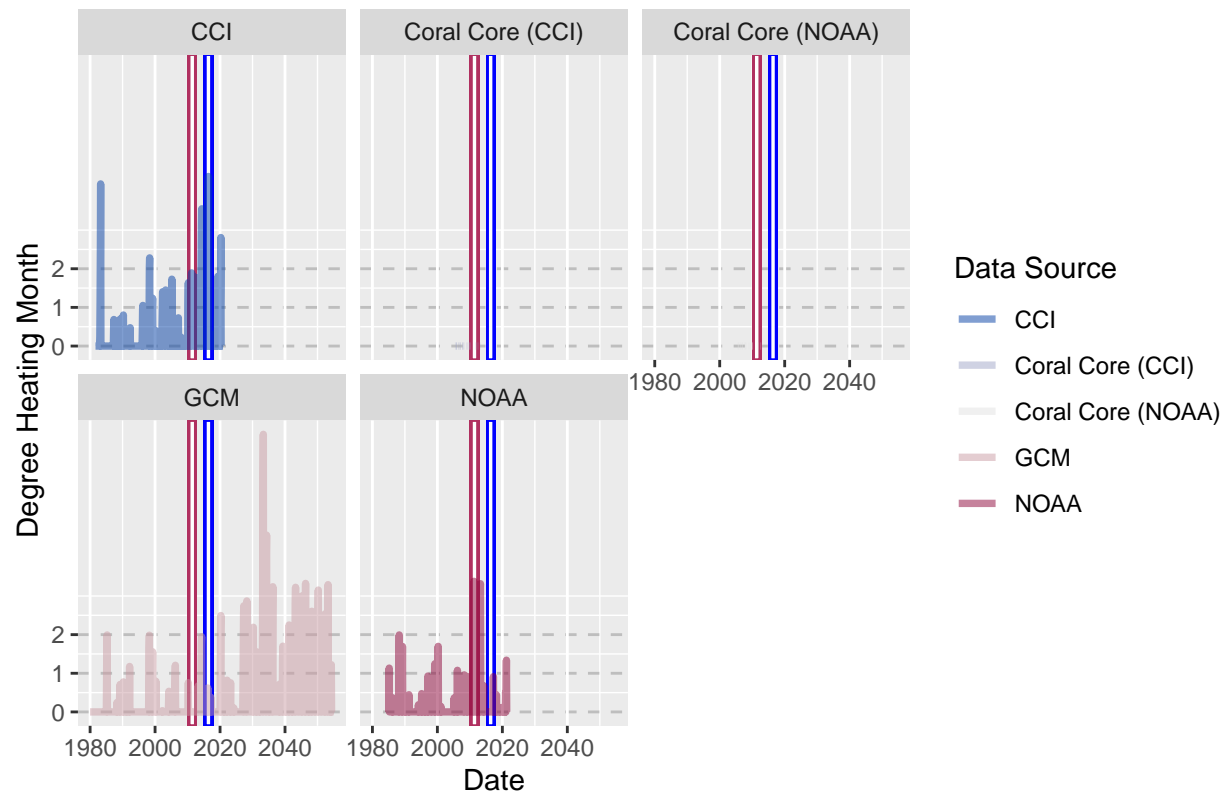 CCI
Coral Core (CCI)
Coral Core (NOAA)
2
1
0
1980 2000 2020 2040
GCM
NOAA
2
1
0
1980 2000 2020 2040
1980 2000 2020 2040
Degree Heating Month
Date
Data Source
CCI
Coral Core (CCI)
Coral Core (NOAA)
GCM
NOAA